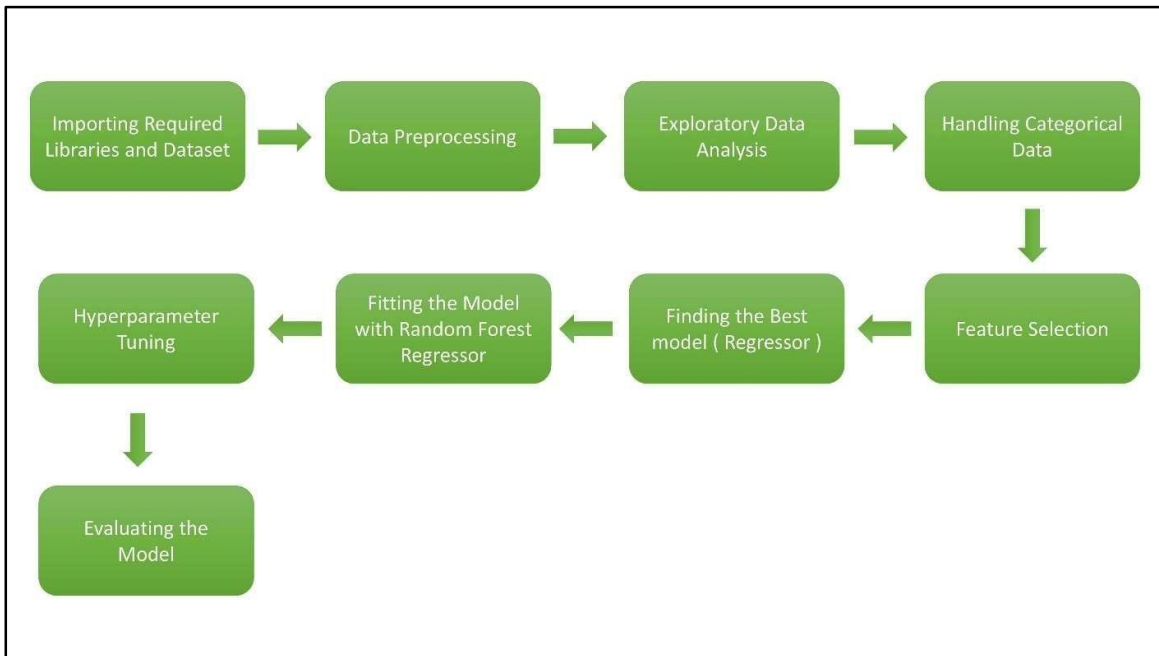 Importing Required
Libraries and Dataset
Data Preprocessing
Exploratory Data
Analysis
Handling Categorical
Data
Feature Selection
Finding the Best
model ( Regressor )
Fitting the Model
with Random Forest
Regressor
Hyperparameter
Tuning
Evaluating the
Model